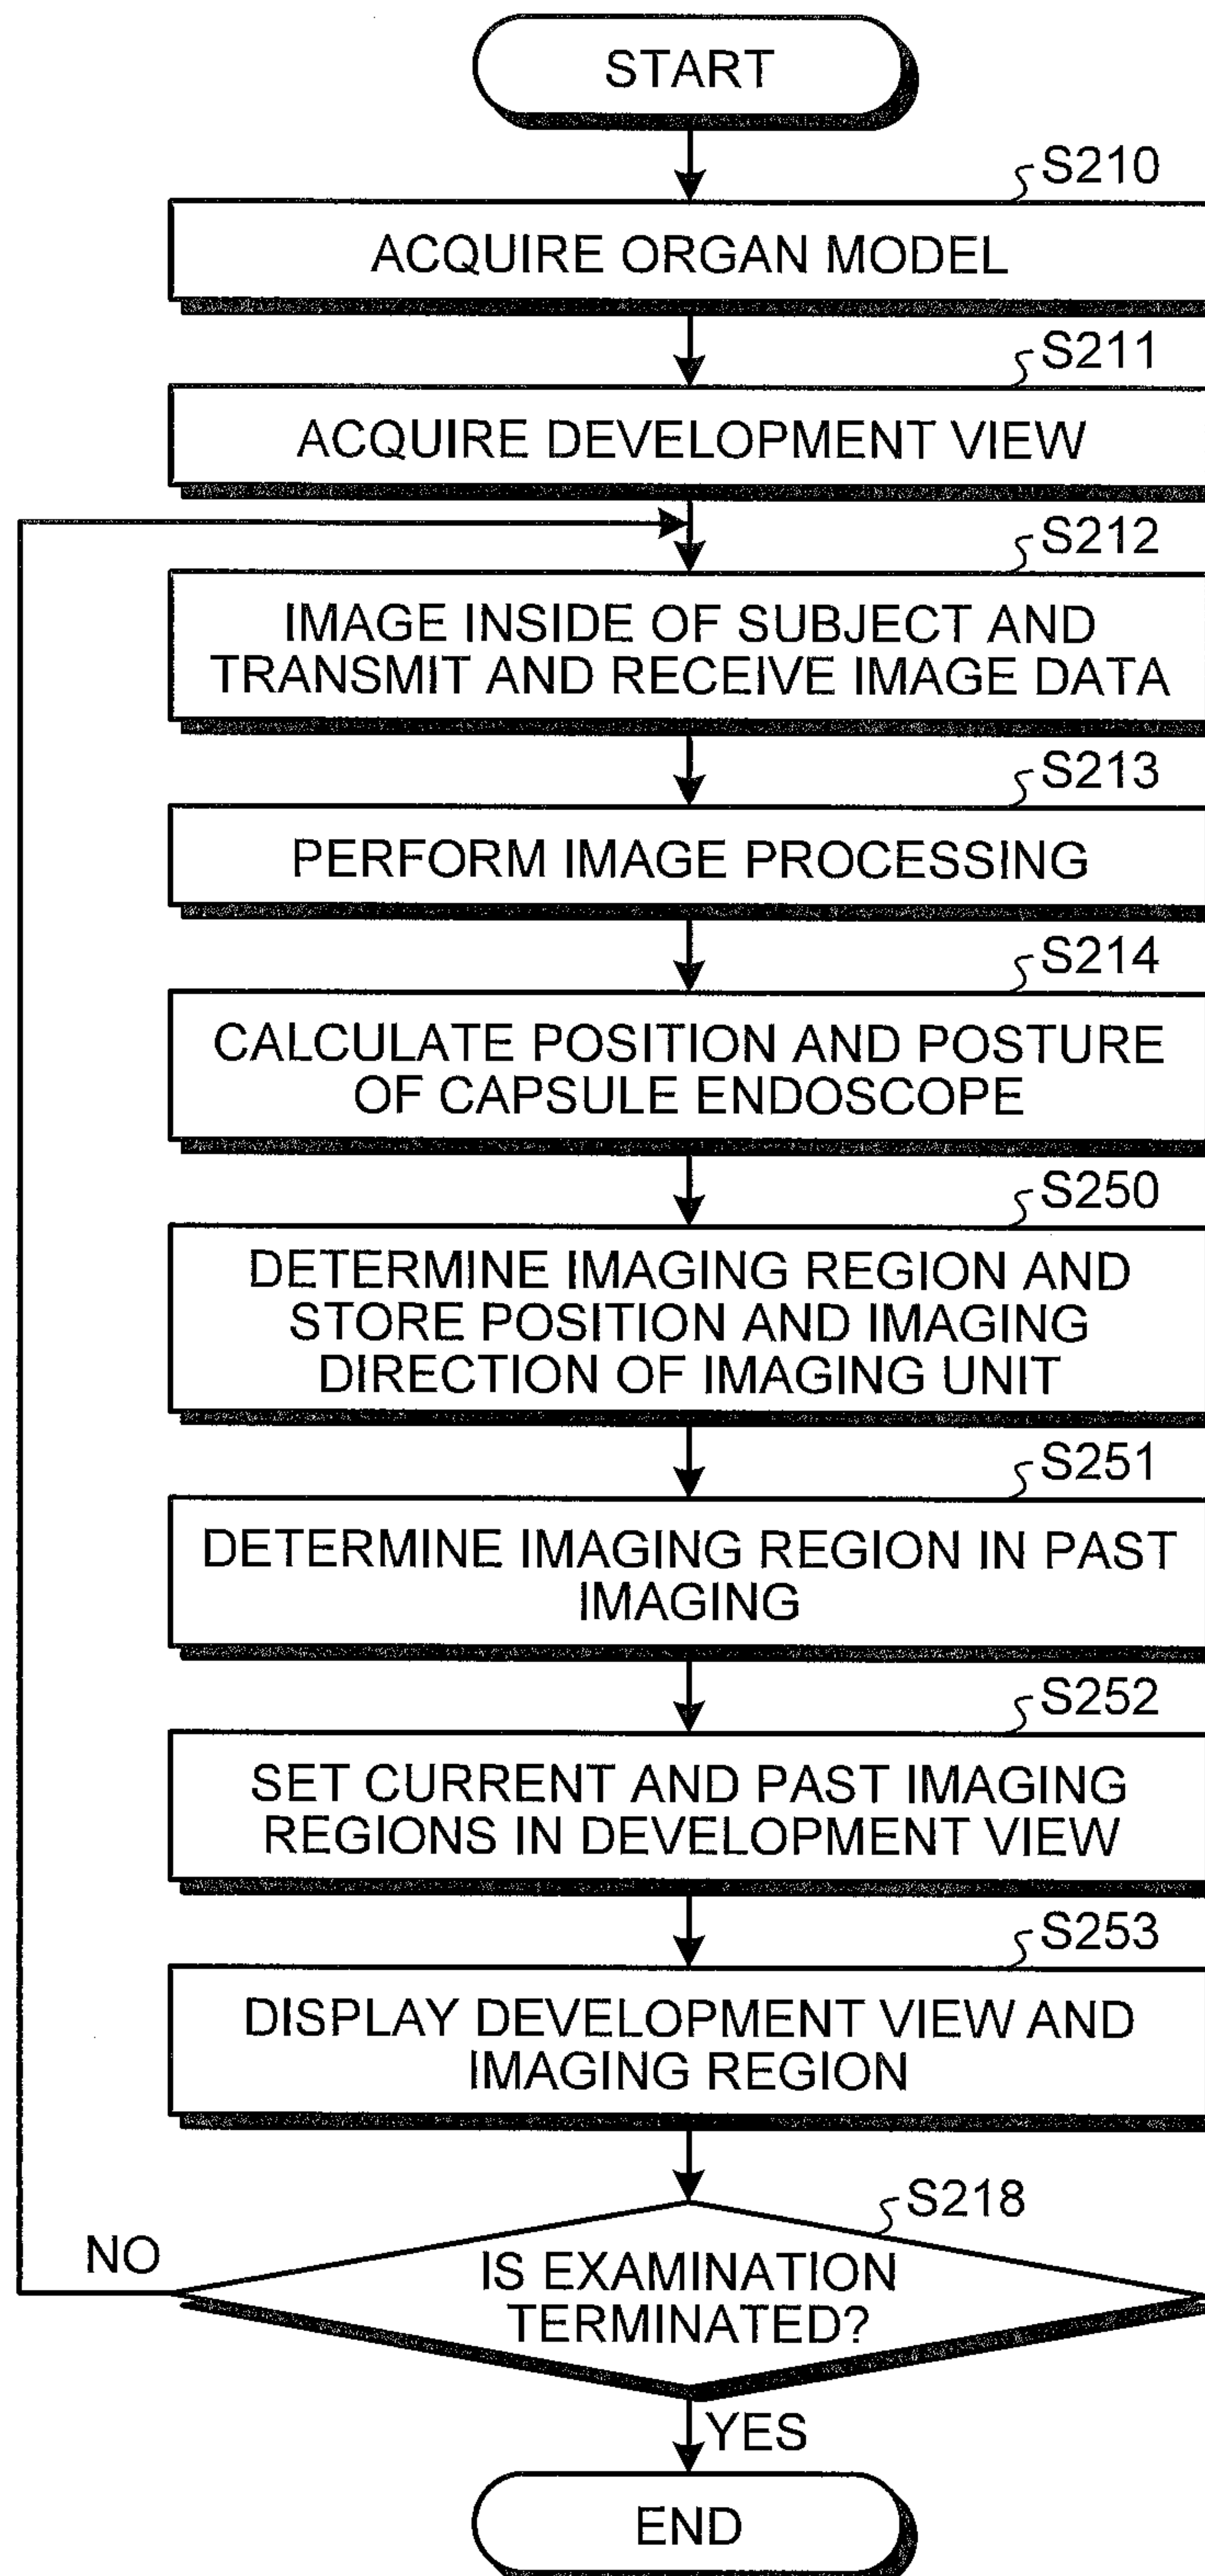 START
S210
ACQUIRE ORGAN MODEL
S211
ACQUIRE DEVELOPMENT VIEW
S212
IMAGE INSIDE OF SUBJECT AND
TRANSMIT AND RECEIVE IMAGE DATA
S213
PERFORM IMAGE PROCESSING
S214
CALCULATE POSITION AND POSTURE
OF CAPSULE ENDOSCOPE
S250
DETERMINE IMAGING REGION AND
STORE POSITION AND IMAGING
DIRECTION OF IMAGING UNIT
S251
DETERMINE IMAGING REGION IN PAST
IMAGING
S252
SET CURRENT AND PAST IMAGING
REGIONS IN DEVELOPMENT VIEW
S253
DISPLAY DEVELOPMENT VIEW AND
IMAGING REGION
S218
NO
IS EXAMINATION
TERMINATED?
YES
END